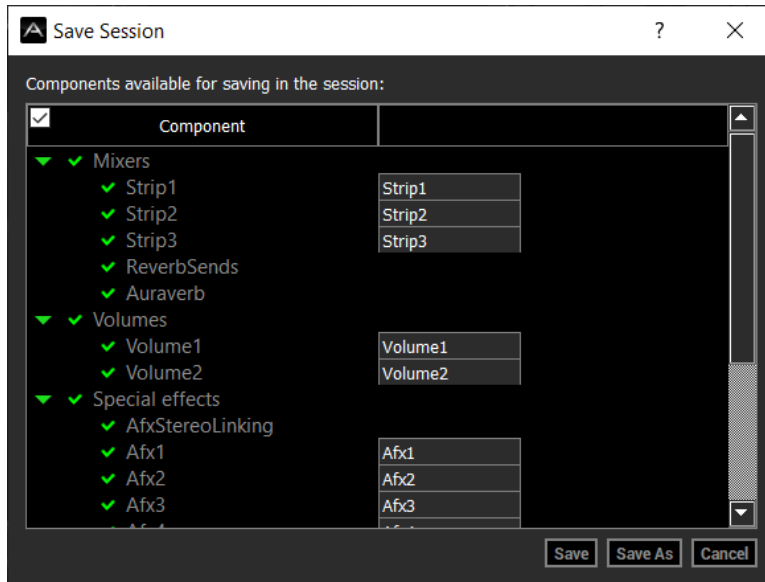 Save Session
?
Components available for saving in the session:
Component
Mixers
Strip1 Strip1
Strip2 Strip2
Strip3 Strip3
ReverbSends
Auraverb
Volumes
Volume1 Volume1
Volume2 Volume2
Special effects
AfxStereoLinking
Afx1 Afx1
Afx2 Afx2
Afx3 Afx3
Save Save As Cancel